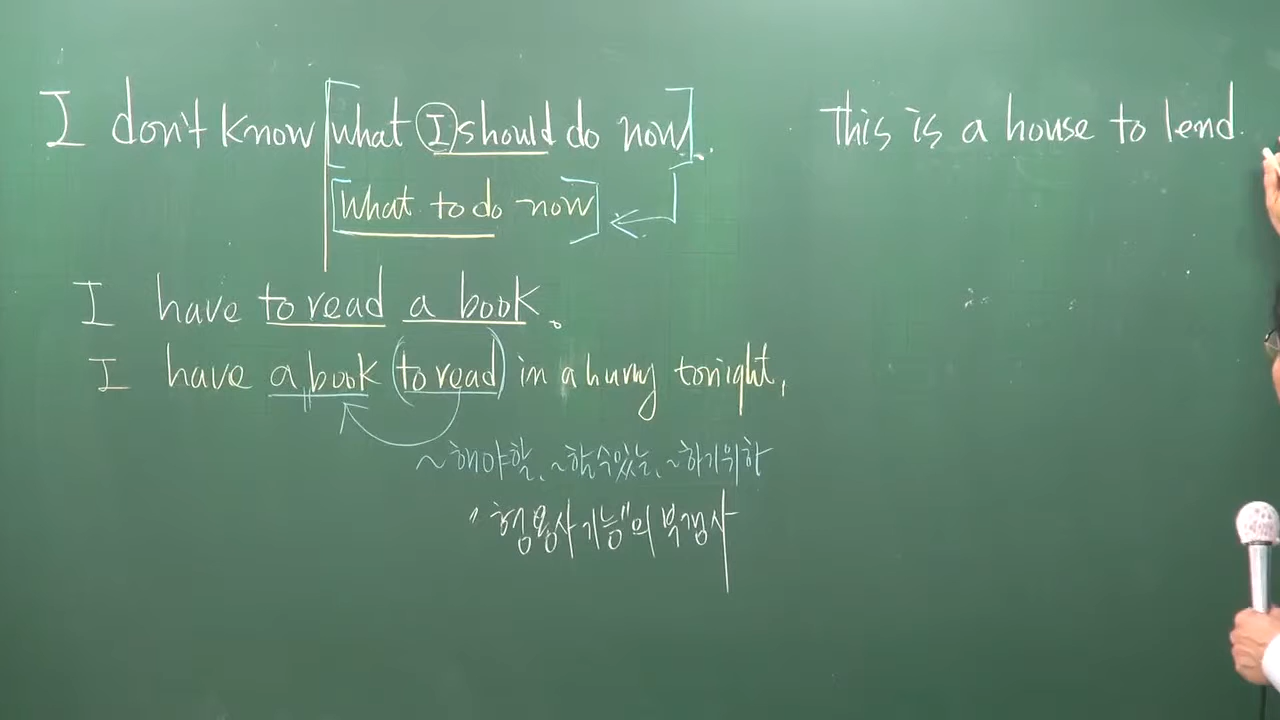 I don't know [what I should do now].
[what to do now]
I have to read a book.
I have a book (to read) in a hurry tonight,
~해야할, ~할수있는, ~하기위한
"형용사기능"의 부정사
This is a house to lend.